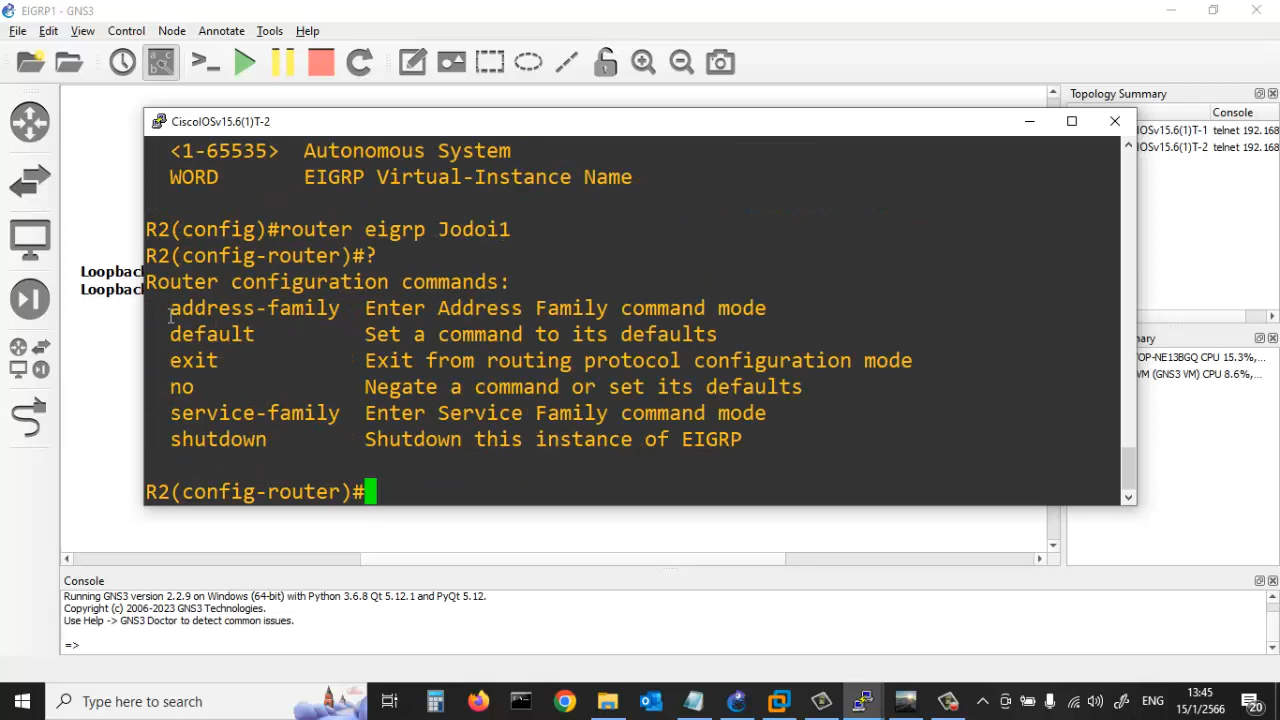 EIGRP1 - GNS3
File Edit View Control Node Annotate Tools Help
Topology Summary
Console
OSv15.6(1)T-1 telnet 192.168
OSv15.6(1)T-2 telnet 192.168
CiscoIOSv15.6(1)T-2
<1-65535> Autonomous System
WORD EIGRP Virtual-Instance Name
R2(config)#router eigrp Jodoi1
R2(config-router)#?
Router configuration commands:
address-family Enter Address Family command mode
default Set a command to its defaults
exit Exit from routing protocol configuration mode
no Negate a command or set its defaults
service-family Enter Service Family command mode
shutdown Shutdown this instance of EIGRP
R2(config-router)#
Loopbac
Loopbac
mary
TOP-NE13BGQ CPU 15.3%,...
VM (GNS3 VM) CPU 8.6%,...
Console
Running GNS3 version 2.2.9 on Windows (64-bit) with Python 3.6.8 Qt 5.12.1 and PyQt 5.12.
Copyright (c) 2006-2023 GNS3 Technologies.
Use Help -> GNS3 Doctor to detect common issues.
=>
Type here to search
ENG
13:45
15/1/2566
20